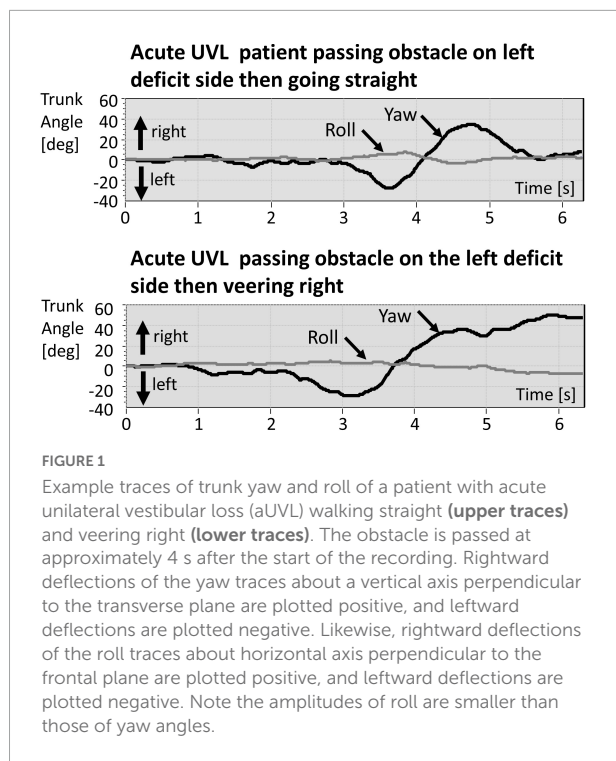 Acute UVL patient passing obstacle on left
deficit side then going straight
Trunk
Angle
[deg]
60
40
20
0
-20
-40
right
left
Roll
Yaw
Time [s]
0 1 2 3 4 5 6
Acute UVL passing obstacle on the left deficit
side then veering right
Trunk
Angle
[deg]
60
40
20
0
-20
-40
right
left
Roll
Yaw
Time [s]
0 1 2 3 4 5 6
FIGURE 1
Example traces of trunk yaw and roll of a patient with acute
unilateral vestibular loss (aUVL) walking straight (upper traces)
and veering right (lower traces). The obstacle is passed at
approximately 4 s after the start of the recording. Rightward
deflections of the yaw traces about a vertical axis perpendicular
to the transverse plane are plotted positive, and leftward
deflections are plotted negative. Likewise, rightward deflections
of the roll traces about horizontal axis perpendicular to the
frontal plane are plotted positive, and leftward deflections are
plotted negative. Note the amplitudes of roll are smaller than
those of yaw angles.